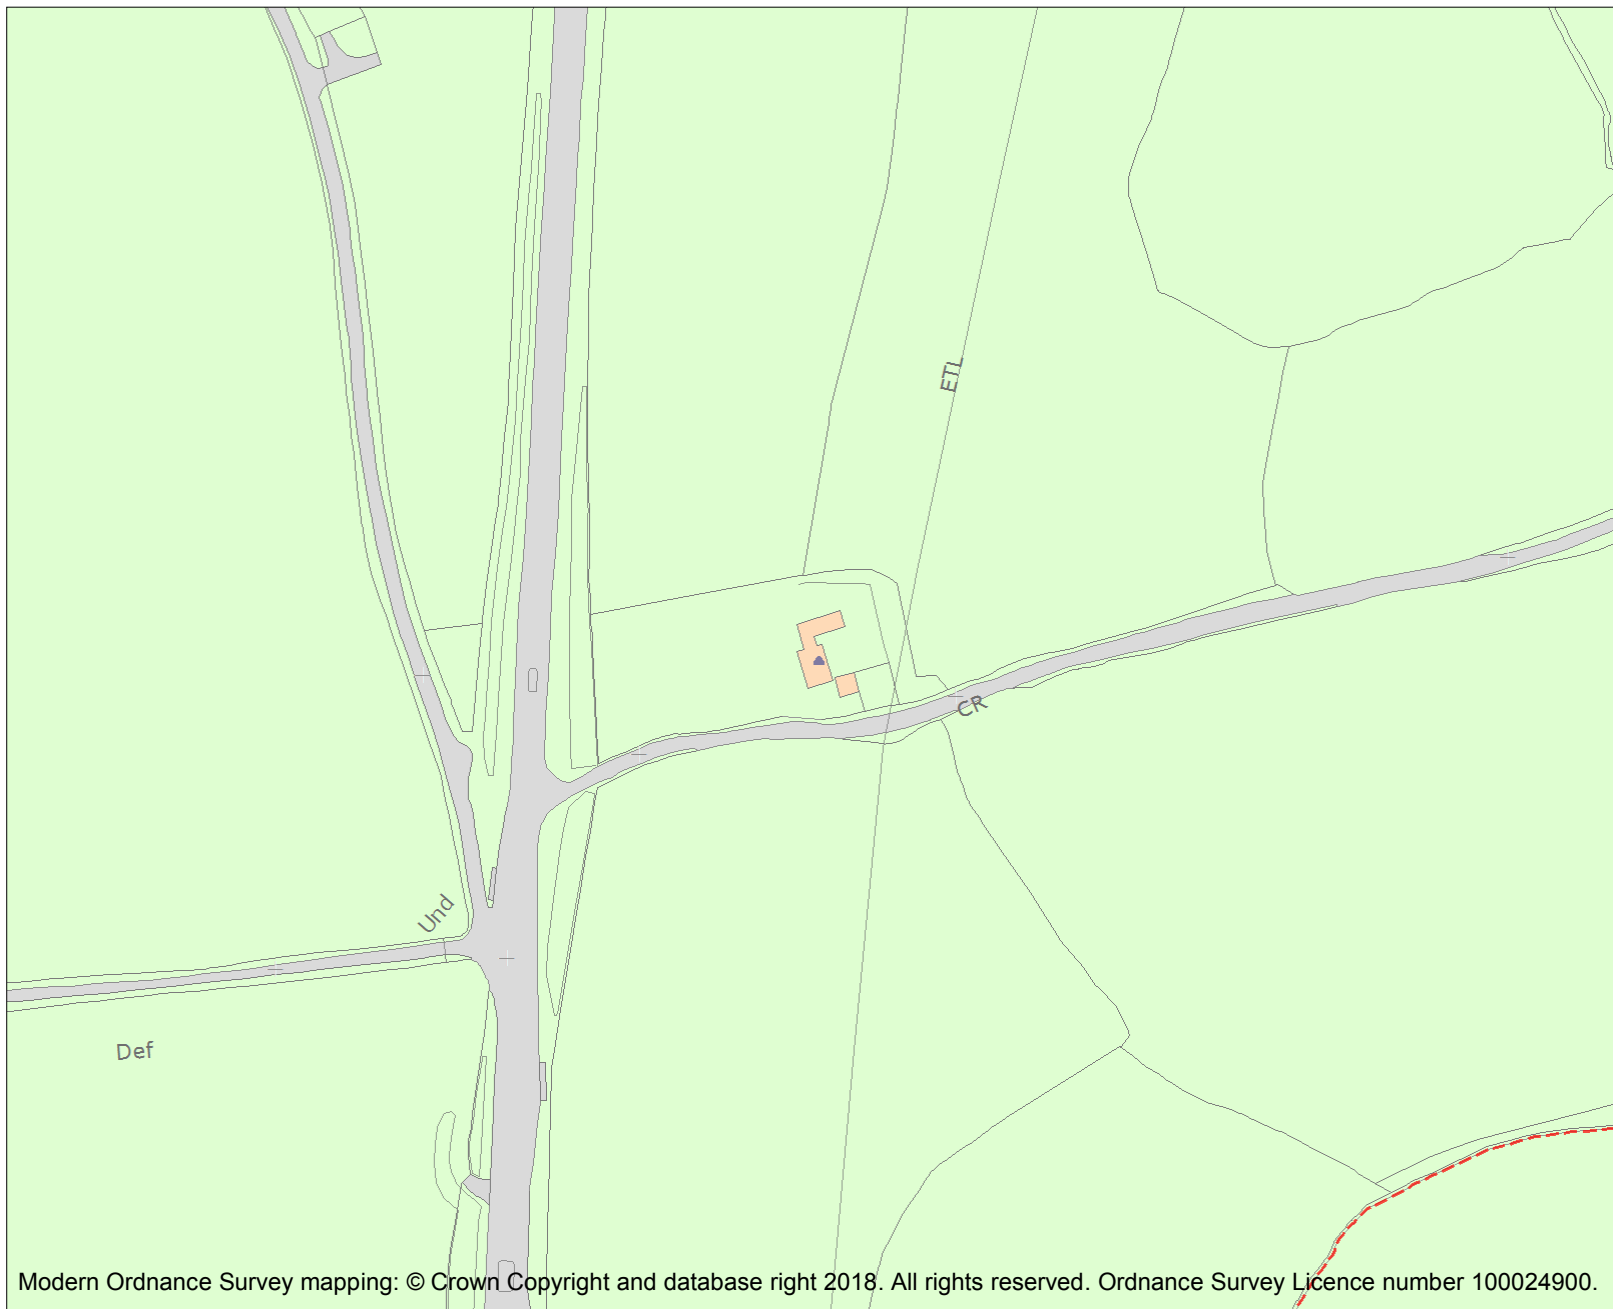 ETL
CR
Und
Def
Modern Ordnance Survey mapping: © Crown Copyright and database right 2018. All rights reserved. Ordnance Survey Licence number 100024900.